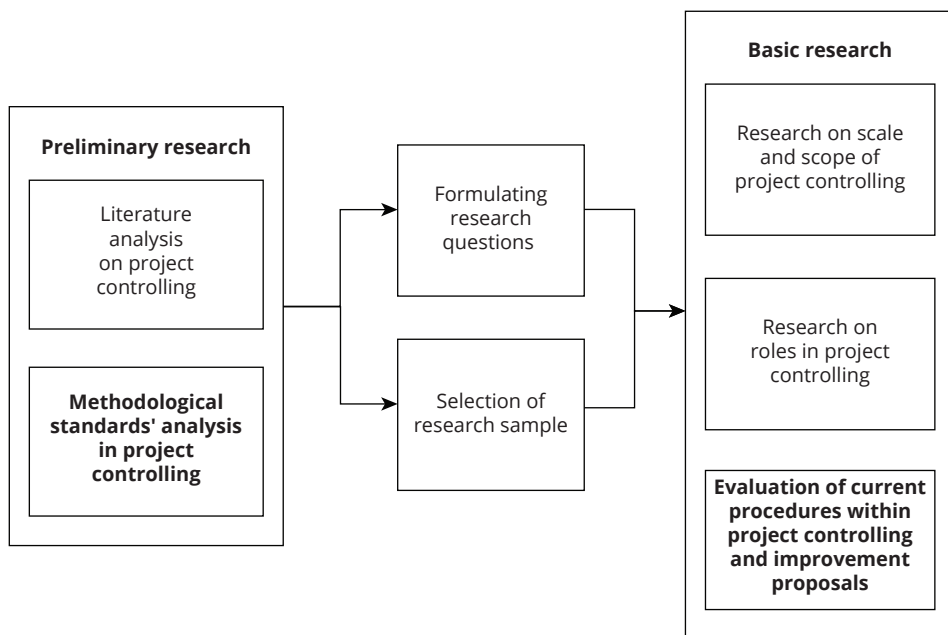 Preliminary research
Literature
analysis
on project
controlling
Methodological
standards' analysis
in project
controlling
Formulating
research
questions
Selection of
research sample
Basic research
Research on scale
and scope of
project controlling
Research on
roles in project
controlling
Evaluation of current
procedures within
project controlling
and improvement
proposals